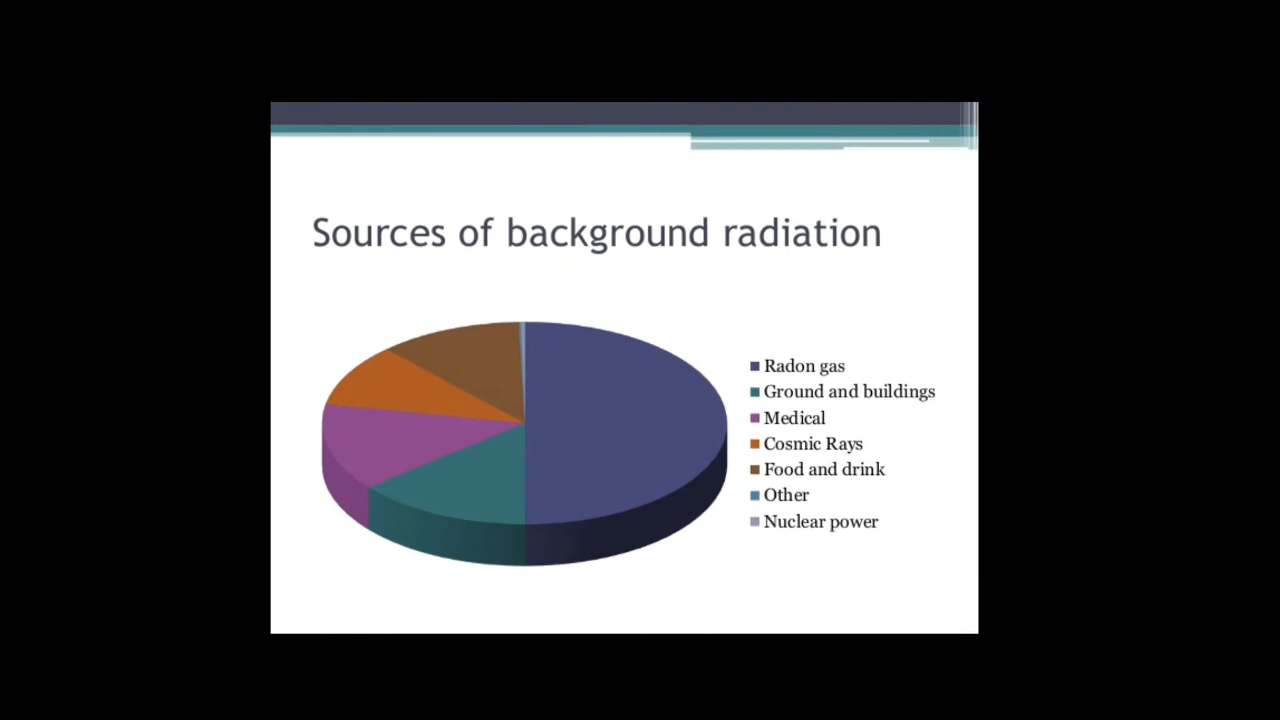 Sources of background radiation
Radon gas
Ground and buildings
Medical
Cosmic Rays
Food and drink
Other
Nuclear power